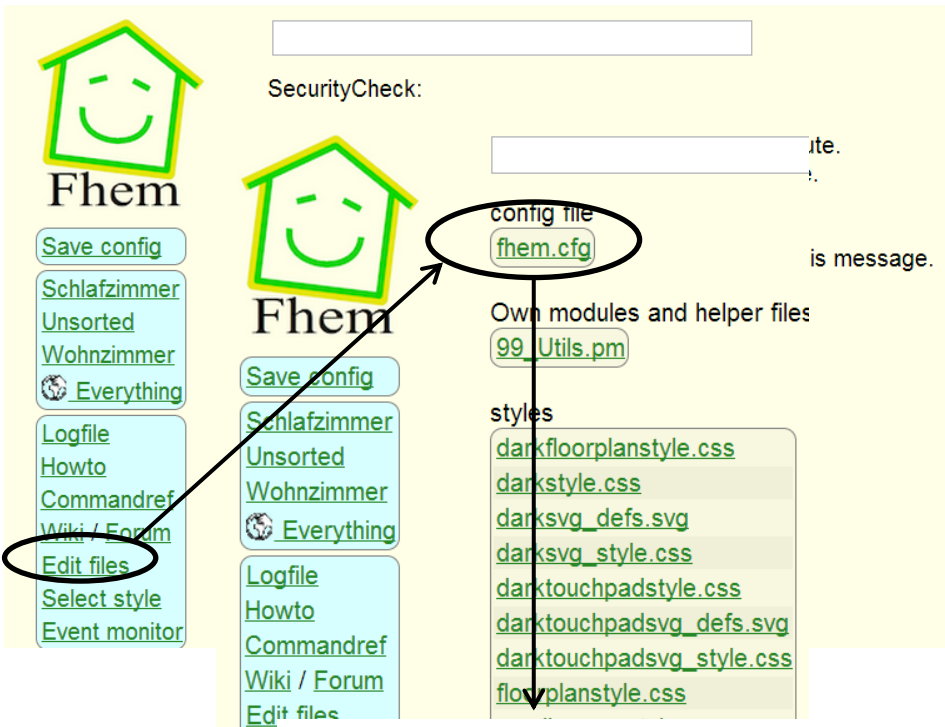 SecurityCheck:
Fhem
Save config
Schlafzimmer
Unsorted
Wohnzimmer
Everything
Logfile
Howto
Commandref
Wiki / Forum
Edit files
Select style
Event monitor
Fhem
Save config
Schlafzimmer
Unsorted
Wohnzimmer
Everything
Logfile
Howto
Commandref
Wiki / Forum
Edit files
config file
fhem.cfg
Own modules and helper files
99_Utils.pm
styles
darkfloorplanstyle.css
darkstyle.css
darksvg_defs.svg
darksvg_style.css
darktouchpadstyle.css
darktouchpadsvg_defs.svg
darktouchpadsvg_style.css
floorplanstyle.css
is message.